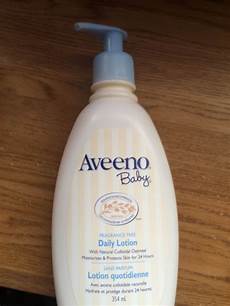 Aveeno
Baby
FRAGRANCE FREE
Daily Lotion
With Natural Colloidal Oatmeal
Moisturizes & Protects Skin for 24 Hours
SANS PARFUM
Lotion quotidienne
Avec avoine colloïdale naturelle
Hydrate et protège durant 24 heures
354 mL